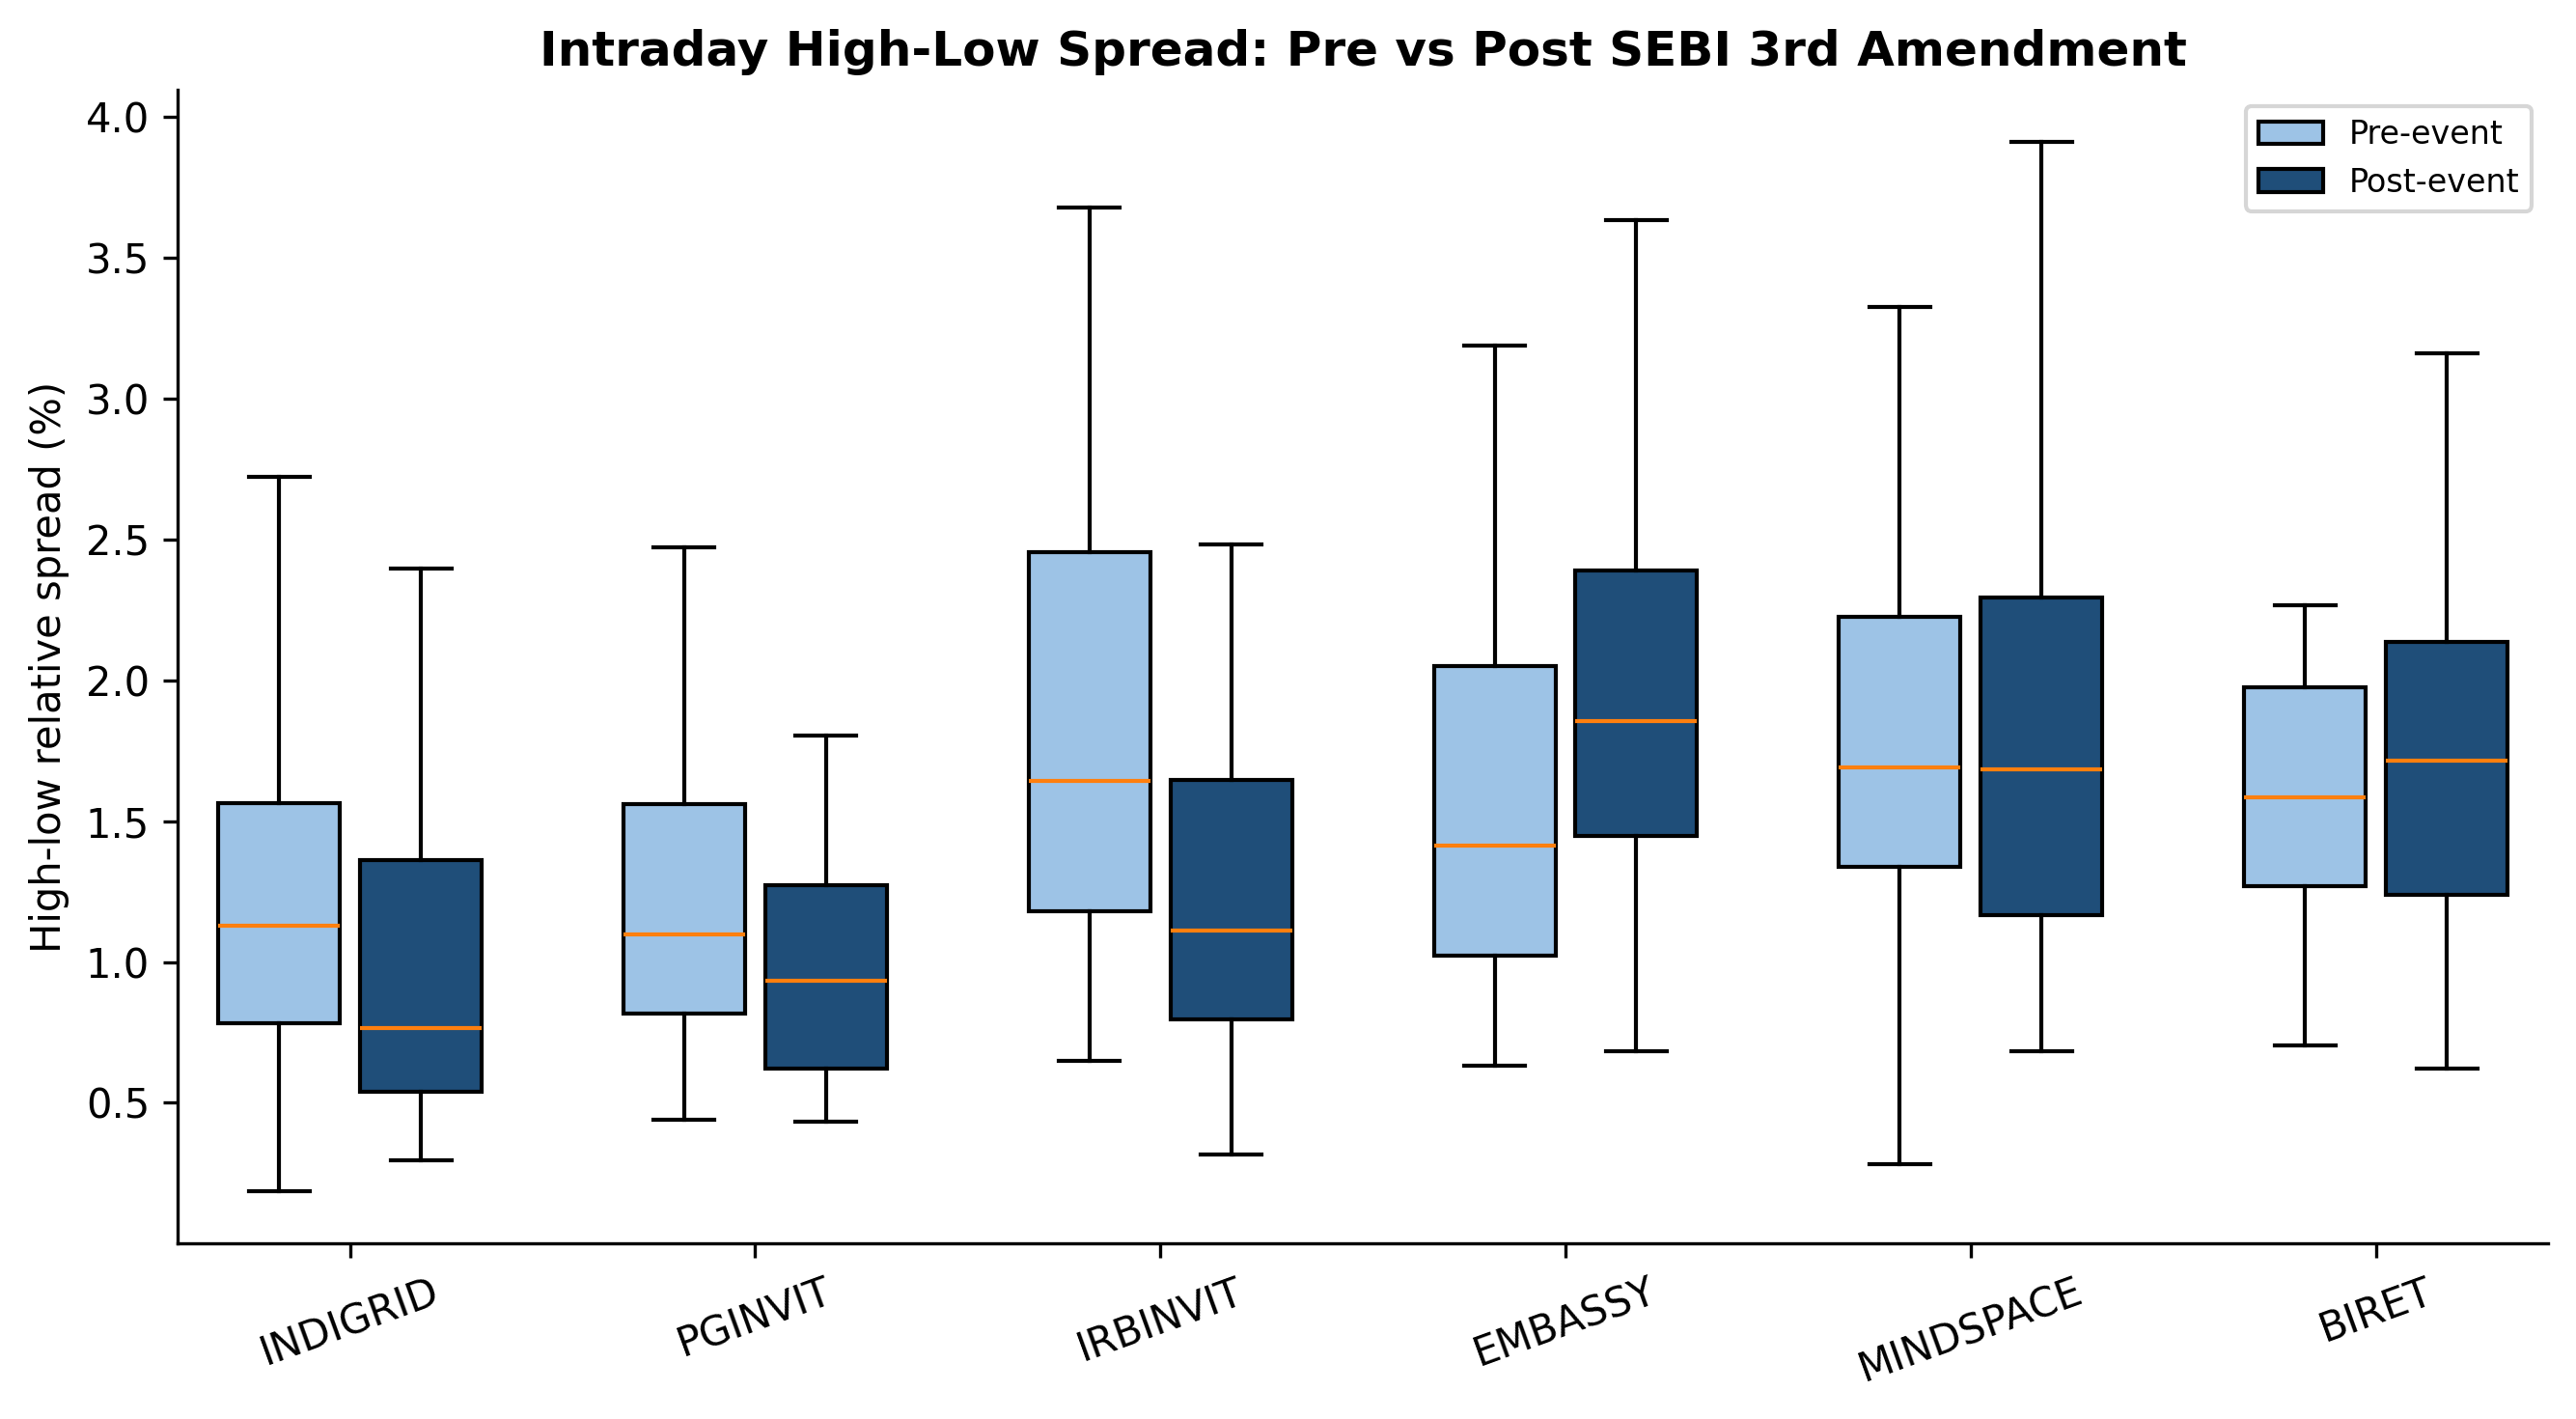 Intraday High-Low Spread: Pre vs Post SEBI 3rd Amendment
Pre-event
Post-event
High-low relative spread (%)
4.0
3.5
3.0
2.5
2.0
1.5
1.0
0.5
INDIGRID
PGINVIT
IRBINVIT
EMBASSY
MINDSPACE
BIRET